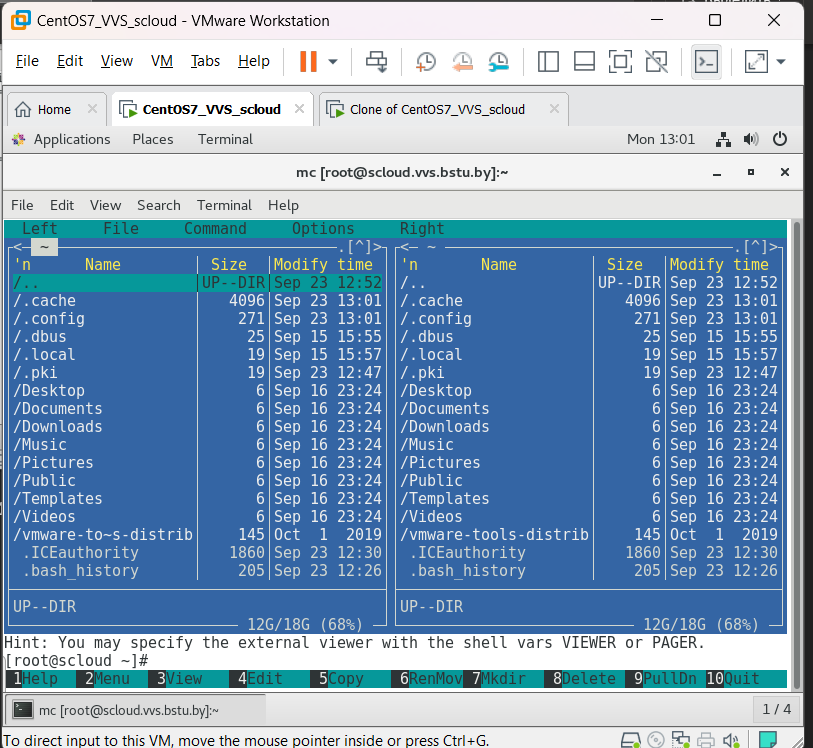 CentOS7_VVS_scloud - VMware Workstation
File Edit View VM Tabs Help
Home CentOS7_VVS_scloud Clone of CentOS7_VVS_scloud
Applications Places Terminal Mon 13:01
mc [root@scloud.vvs.bstu.by]:~
File Edit View Search Terminal Help
Left File Command Options Right
<─ ~ .[^]> <─ ~ .[^]>
'n Name Size Modify time 'n Name Size Modify time
/.. UP--DIR Sep 23 12:52 /.. UP--DIR Sep 23 12:52
/.cache 4096 Sep 23 13:01 /.cache 4096 Sep 23 13:01
/.config 271 Sep 23 13:01 /.config 271 Sep 23 13:01
/.dbus 25 Sep 15 15:55 /.dbus 25 Sep 15 15:55
/.local 19 Sep 15 15:57 /.local 19 Sep 15 15:57
/.pki 19 Sep 23 12:47 /.pki 19 Sep 23 12:47
/Desktop 6 Sep 16 23:24 /Desktop 6 Sep 16 23:24
/Documents 6 Sep 16 23:24 /Documents 6 Sep 16 23:24
/Downloads 6 Sep 16 23:24 /Downloads 6 Sep 16 23:24
/Music 6 Sep 16 23:24 /Music 6 Sep 16 23:24
/Pictures 6 Sep 16 23:24 /Pictures 6 Sep 16 23:24
/Public 6 Sep 16 23:24 /Public 6 Sep 16 23:24
/Templates 6 Sep 16 23:24 /Templates 6 Sep 16 23:24
/Videos 6 Sep 16 23:24 /Videos 6 Sep 16 23:24
/vmware-to~s-distrib 145 Oct 1 2019 /vmware-tools-distrib 145 Oct 1 2019
.ICEauthority 1860 Sep 23 12:30 .ICEauthority 1860 Sep 23 12:30
.bash_history 205 Sep 23 12:26 .bash_history 205 Sep 23 12:26
UP--DIR UP--DIR
12G/18G (68%) 12G/18G (68%)
Hint: You may specify the external viewer with the shell vars VIEWER or PAGER.
[root@scloud ~]#
1Help 2Menu 3View 4Edit 5Copy 6RenMov 7Mkdir 8Delete 9PullDn 10Quit
mc [root@scloud.vvs.bstu.by]:~ 1 / 4
To direct input to this VM, move the mouse pointer inside or press Ctrl+G.